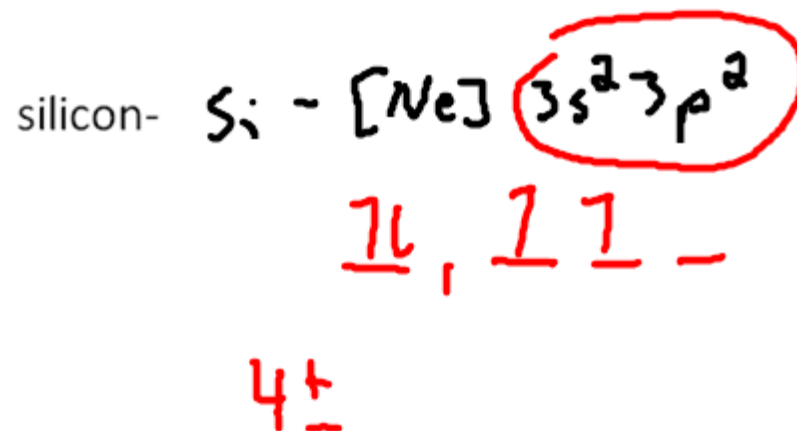 silicon- Si - [Ne] 3s²3p²
1l, 1 1 _
4±